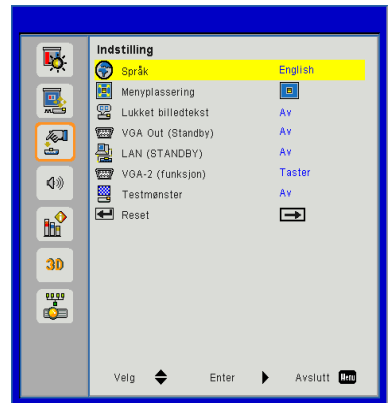 Indstilling
Språk English
Menyplassering
Lukket billedtekst Av
VGA Out (Standby) Av
LAN (STANDBY) Av
VGA-2 (funksjon) Taster
Testmønster Av
Reset
3D
Velg Enter Avslutt Menu